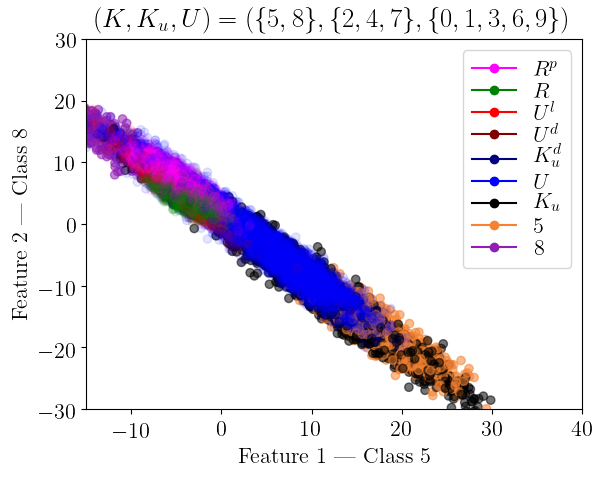 (K, K_u, U) = ({5, 8}, {2, 4, 7}, {0, 1, 3, 6, 9})
30
20
10
0
−10
−20
−30
Feature 2 — Class 8
R^p
R
U^l
U^d
K_u^d
U
K_u
5
8
−10
0
10
20
30
40
Feature 1 — Class 5